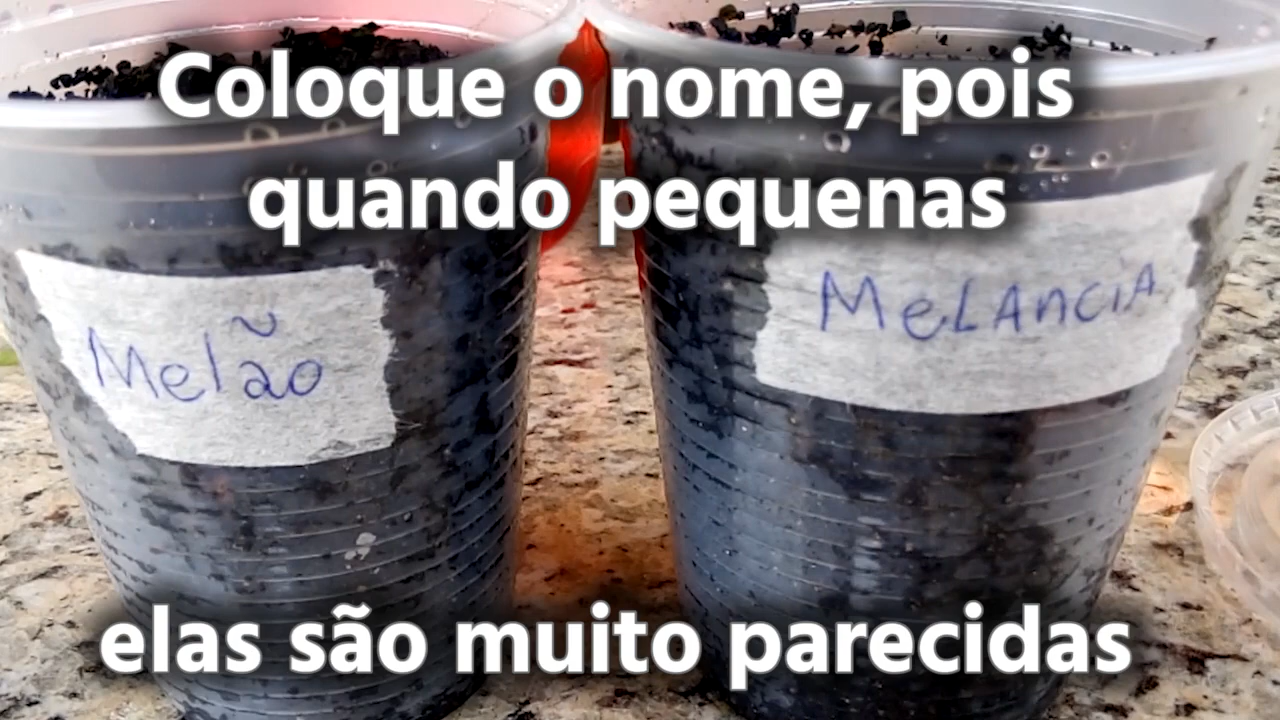 Coloque o nome, pois
quando pequenas
Melão
MeLAnciA
elas são muito parecidas